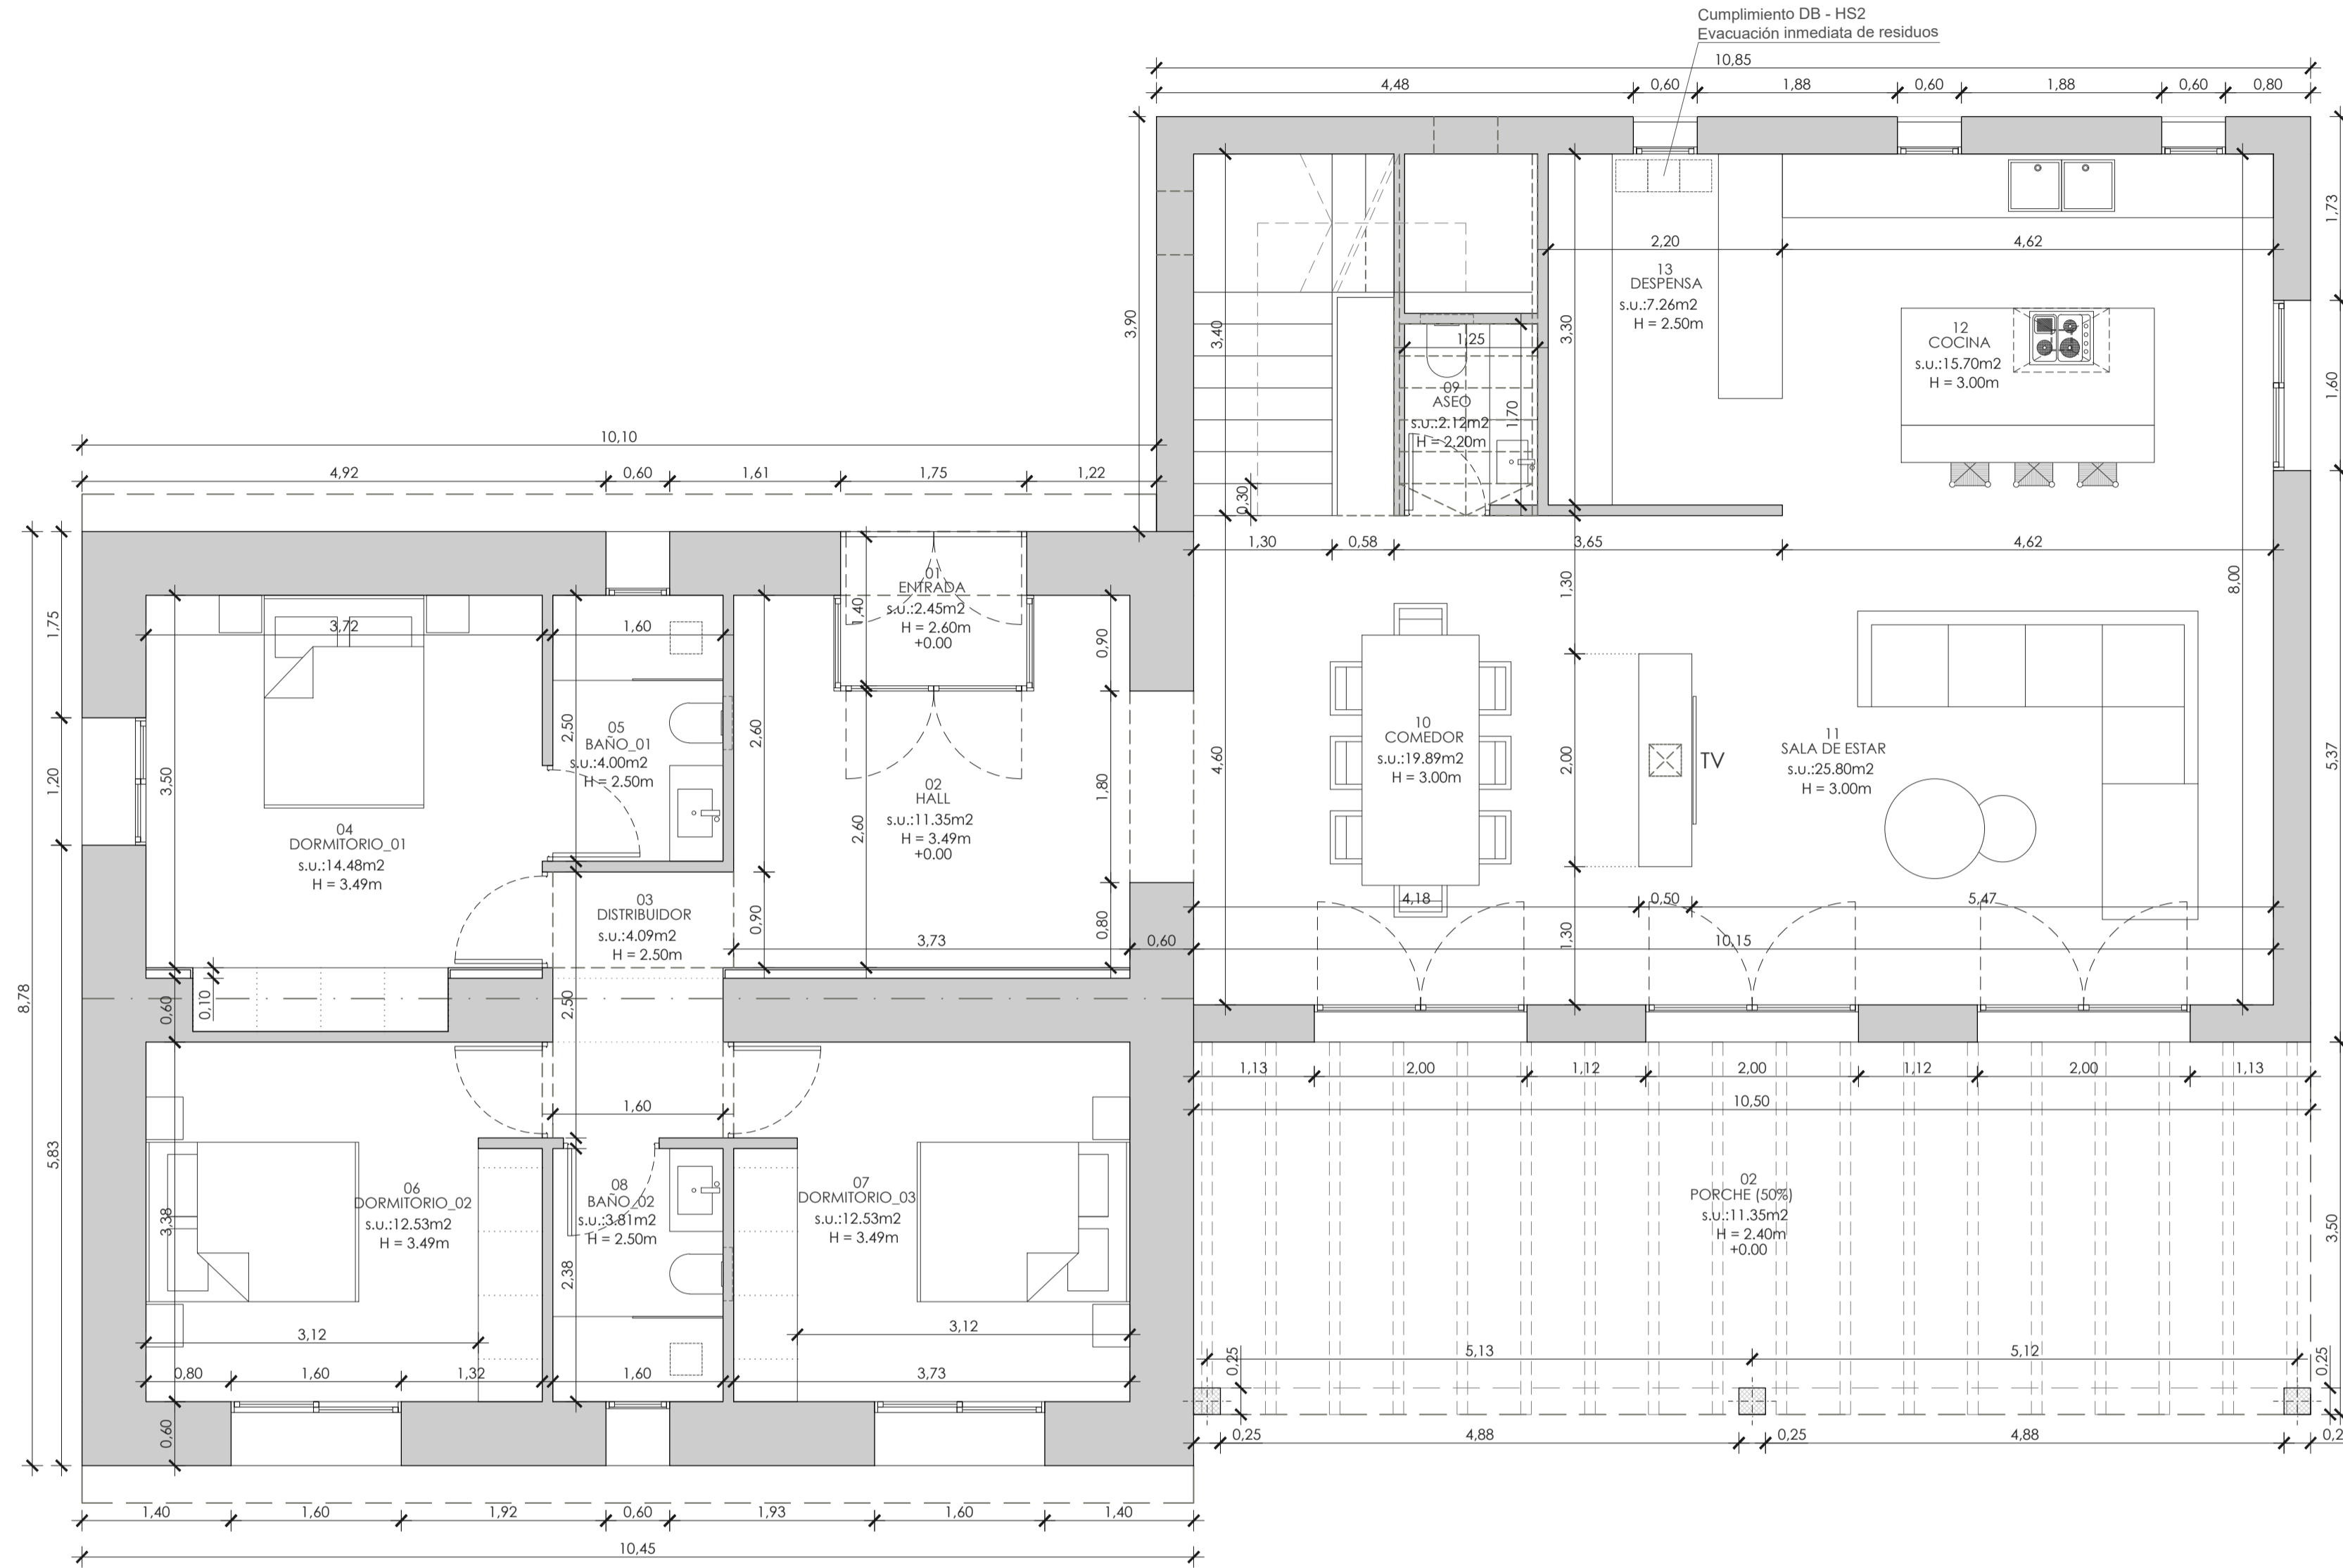 Cumplimiento DB - HS2
Evacuación inmediata de residuos
10,85
4,48
0,60
1,88
0,60
1,88
0,60
0,80
3,90
3,40
0,30
2,20
4,62
13
DESPENSA
s.u.:7.26m2
H = 2.50m
3,30
12
COCINA
s.u.:15.70m2
H = 3.00m
1,73
1,60
5,37
1,25
09
ASEO
s.u.:2.12m2
H = 2,20m
1,70
10,10
4,92
0,60
1,61
1,75
1,22
1,30
0,58
3,65
4,62
8,00
01
ENTRADA
s.u.:2.45m2
H = 2.60m
+0.00
1,40
0,90
1,80
0,80
1,75
1,20
5,83
8,78
3,72
1,60
3,50
2,50
05
BAÑO_01
s.u.:4.00m2
H = 2.50m
2,60
0,90
2,60
02
HALL
s.u.:11.35m2
H = 3.49m
+0.00
04
DORMITORIO_01
s.u.:14.48m2
H = 3.49m
03
DISTRIBUIDOR
s.u.:4.09m2
H = 2.50m
3,73
0,60
4,60
10
COMEDOR
s.u.:19.89m2
H = 3.00m
1,30
2,00
1,30
TV
11
SALA DE ESTAR
s.u.:25.80m2
H = 3.00m
4,18
0,50
5,47
10,15
0,60
0,10
2,50
1,60
1,13
2,00
1,12
2,00
1,12
2,00
1,13
10,50
06
DORMITORIO_02
s.u.:12.53m2
H = 3.49m
3,38
08
BAÑO_02
s.u.:3.81m2
H = 2.50m
2,38
07
DORMITORIO_03
s.u.:12.53m2
H = 3.49m
02
PORCHE (50%)
s.u.:11.35m2
H = 2.40m
+0.00
3,50
3,12
3,12
0,80
1,60
1,32
1,60
3,73
0,60
0,25
5,13
5,12
0,25
0,25
4,88
0,25
4,88
0,2
1,40
1,60
1,92
0,60
1,93
1,60
1,40
10,45